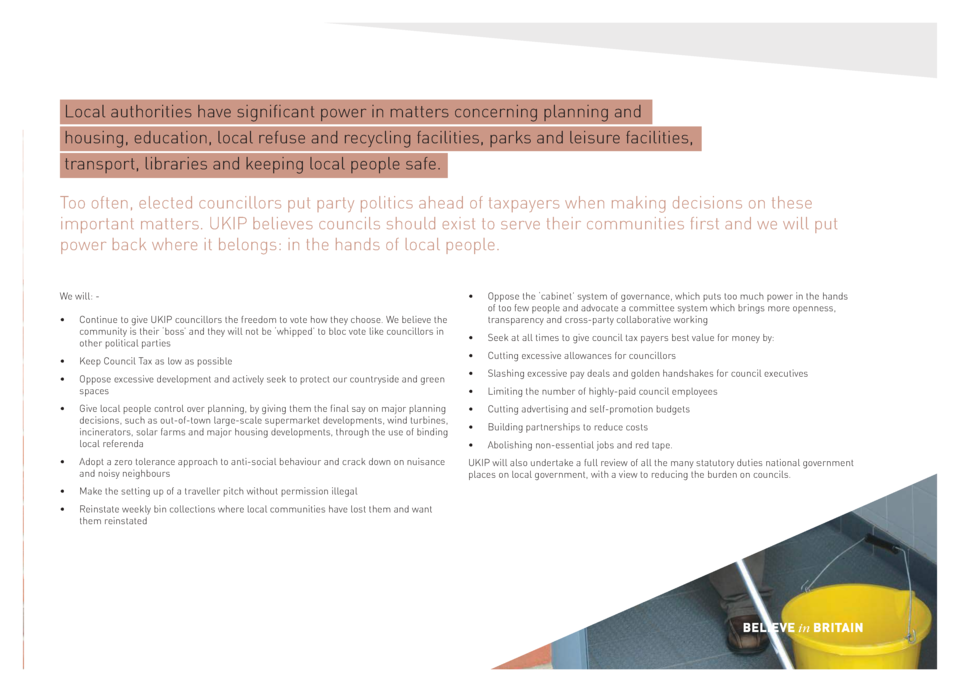 Local authorities have significant power in matters concerning planning and
housing, education, local refuse and recycling facilities, parks and leisure facilities,
transport, libraries and keeping local people safe.
Too often, elected councillors put party politics ahead of taxpayers when making decisions on these
important matters. UKIP believes councils should exist to serve their communities first and we will put
power back where it belongs: in the hands of local people.
We will: -
• Continue to give UKIP councillors the freedom to vote how they choose. We believe the
community is their 'boss' and they will not be 'whipped' to bloc vote like councillors in
other political parties
• Keep Council Tax as low as possible
• Oppose excessive development and actively seek to protect our countryside and green
spaces
• Give local people control over planning, by giving them the final say on major planning
decisions, such as out-of-town large-scale supermarket developments, wind turbines,
incinerators, solar farms and major housing developments, through the use of binding
local referenda
• Adopt a zero tolerance approach to anti-social behaviour and crack down on nuisance
and noisy neighbours
• Make the setting up of a traveller pitch without permission illegal
• Reinstate weekly bin collections where local communities have lost them and want
them reinstated
• Oppose the 'cabinet' system of governance, which puts too much power in the hands
of too few people and advocate a committee system which brings more openness,
transparency and cross-party collaborative working
• Seek at all times to give council tax payers best value for money by:
• Cutting excessive allowances for councillors
• Slashing excessive pay deals and golden handshakes for council executives
• Limiting the number of highly-paid council employees
• Cutting advertising and self-promotion budgets
• Building partnerships to reduce costs
• Abolishing non-essential jobs and red tape.
UKIP will also undertake a full review of all the many statutory duties national government
places on local government, with a view to reducing the burden on councils.
BELIEVE in BRITAIN